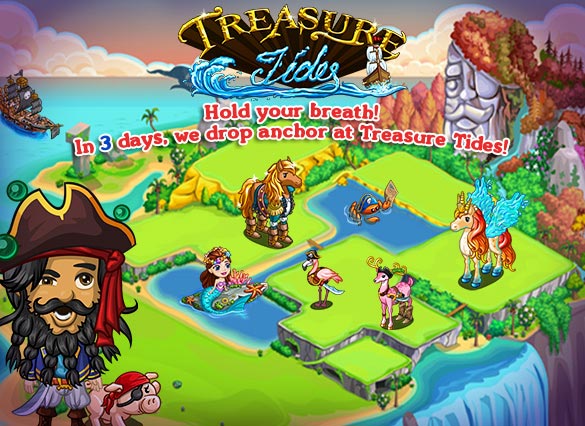 TREASURE
Tides
Hold your breath!
In 3 days, we drop anchor at Treasure Tides!